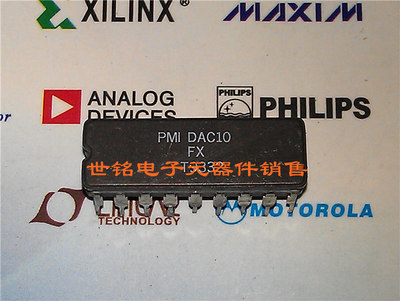 XILINX
MAXIM
ANALOG
DEVICES
PHILIPS
PMI DAC10
FX
世铭电子元器件销售
TECHNOLOGY
MOTOROLA